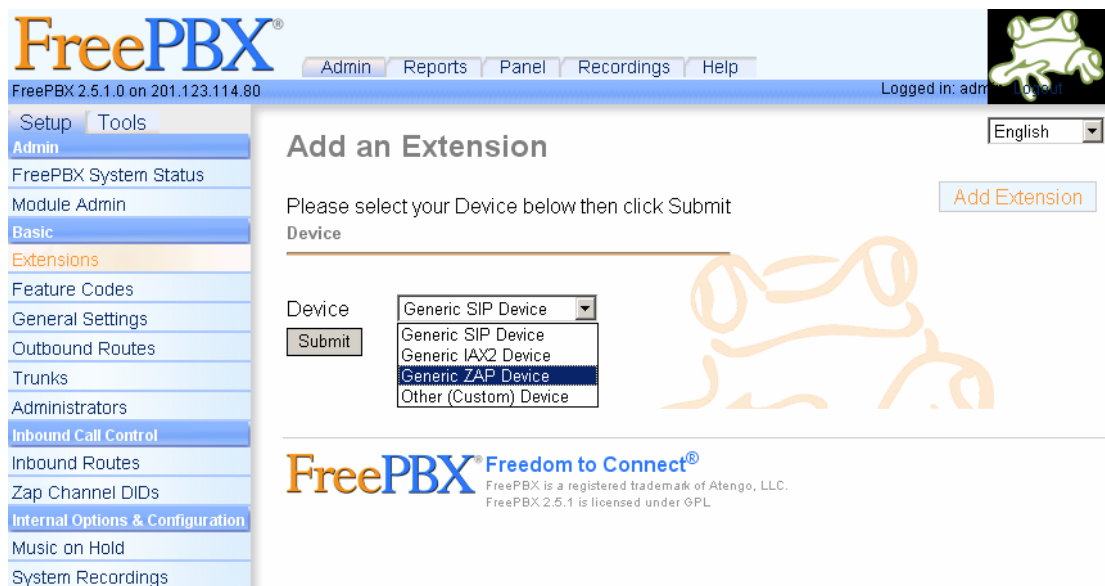 FreePBX®
Admin Reports Panel Recordings Help
FreePBX 2.5.1.0 on 201.123.114.80
Logged in: adm Logout
Setup Tools
English
Admin
FreePBX System Status
Module Admin
Basic
Extensions
Feature Codes
General Settings
Outbound Routes
Trunks
Administrators
Inbound Call Control
Inbound Routes
Zap Channel DIDs
Internal Options & Configuration
Music on Hold
System Recordings
Add an Extension
Add Extension
Please select your Device below then click Submit
Device
Device
Generic SIP Device
Submit
Generic SIP Device
Generic IAX2 Device
Generic ZAP Device
Other (Custom) Device
FreePBX®
Freedom to Connect®
FreePBX is a registered trademark of Atengo, LLC.
FreePBX 2.5.1 is licensed under GPL